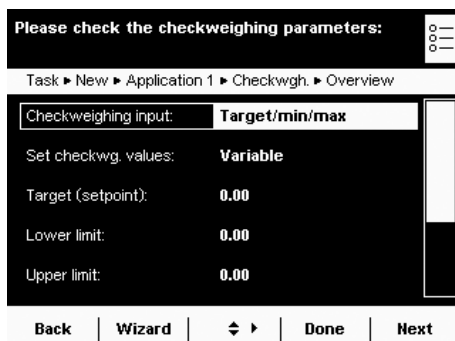 Please check the checkweighing parameters:
Task ▸ New ▸ Application 1 ▸ Checkwgh. ▸ Overview
Checkweighing input: Target/min/max
Set checkwg. values: Variable
Target (setpoint): 0.00
Lower limit: 0.00
Upper limit: 0.00
Back Wizard Done Next